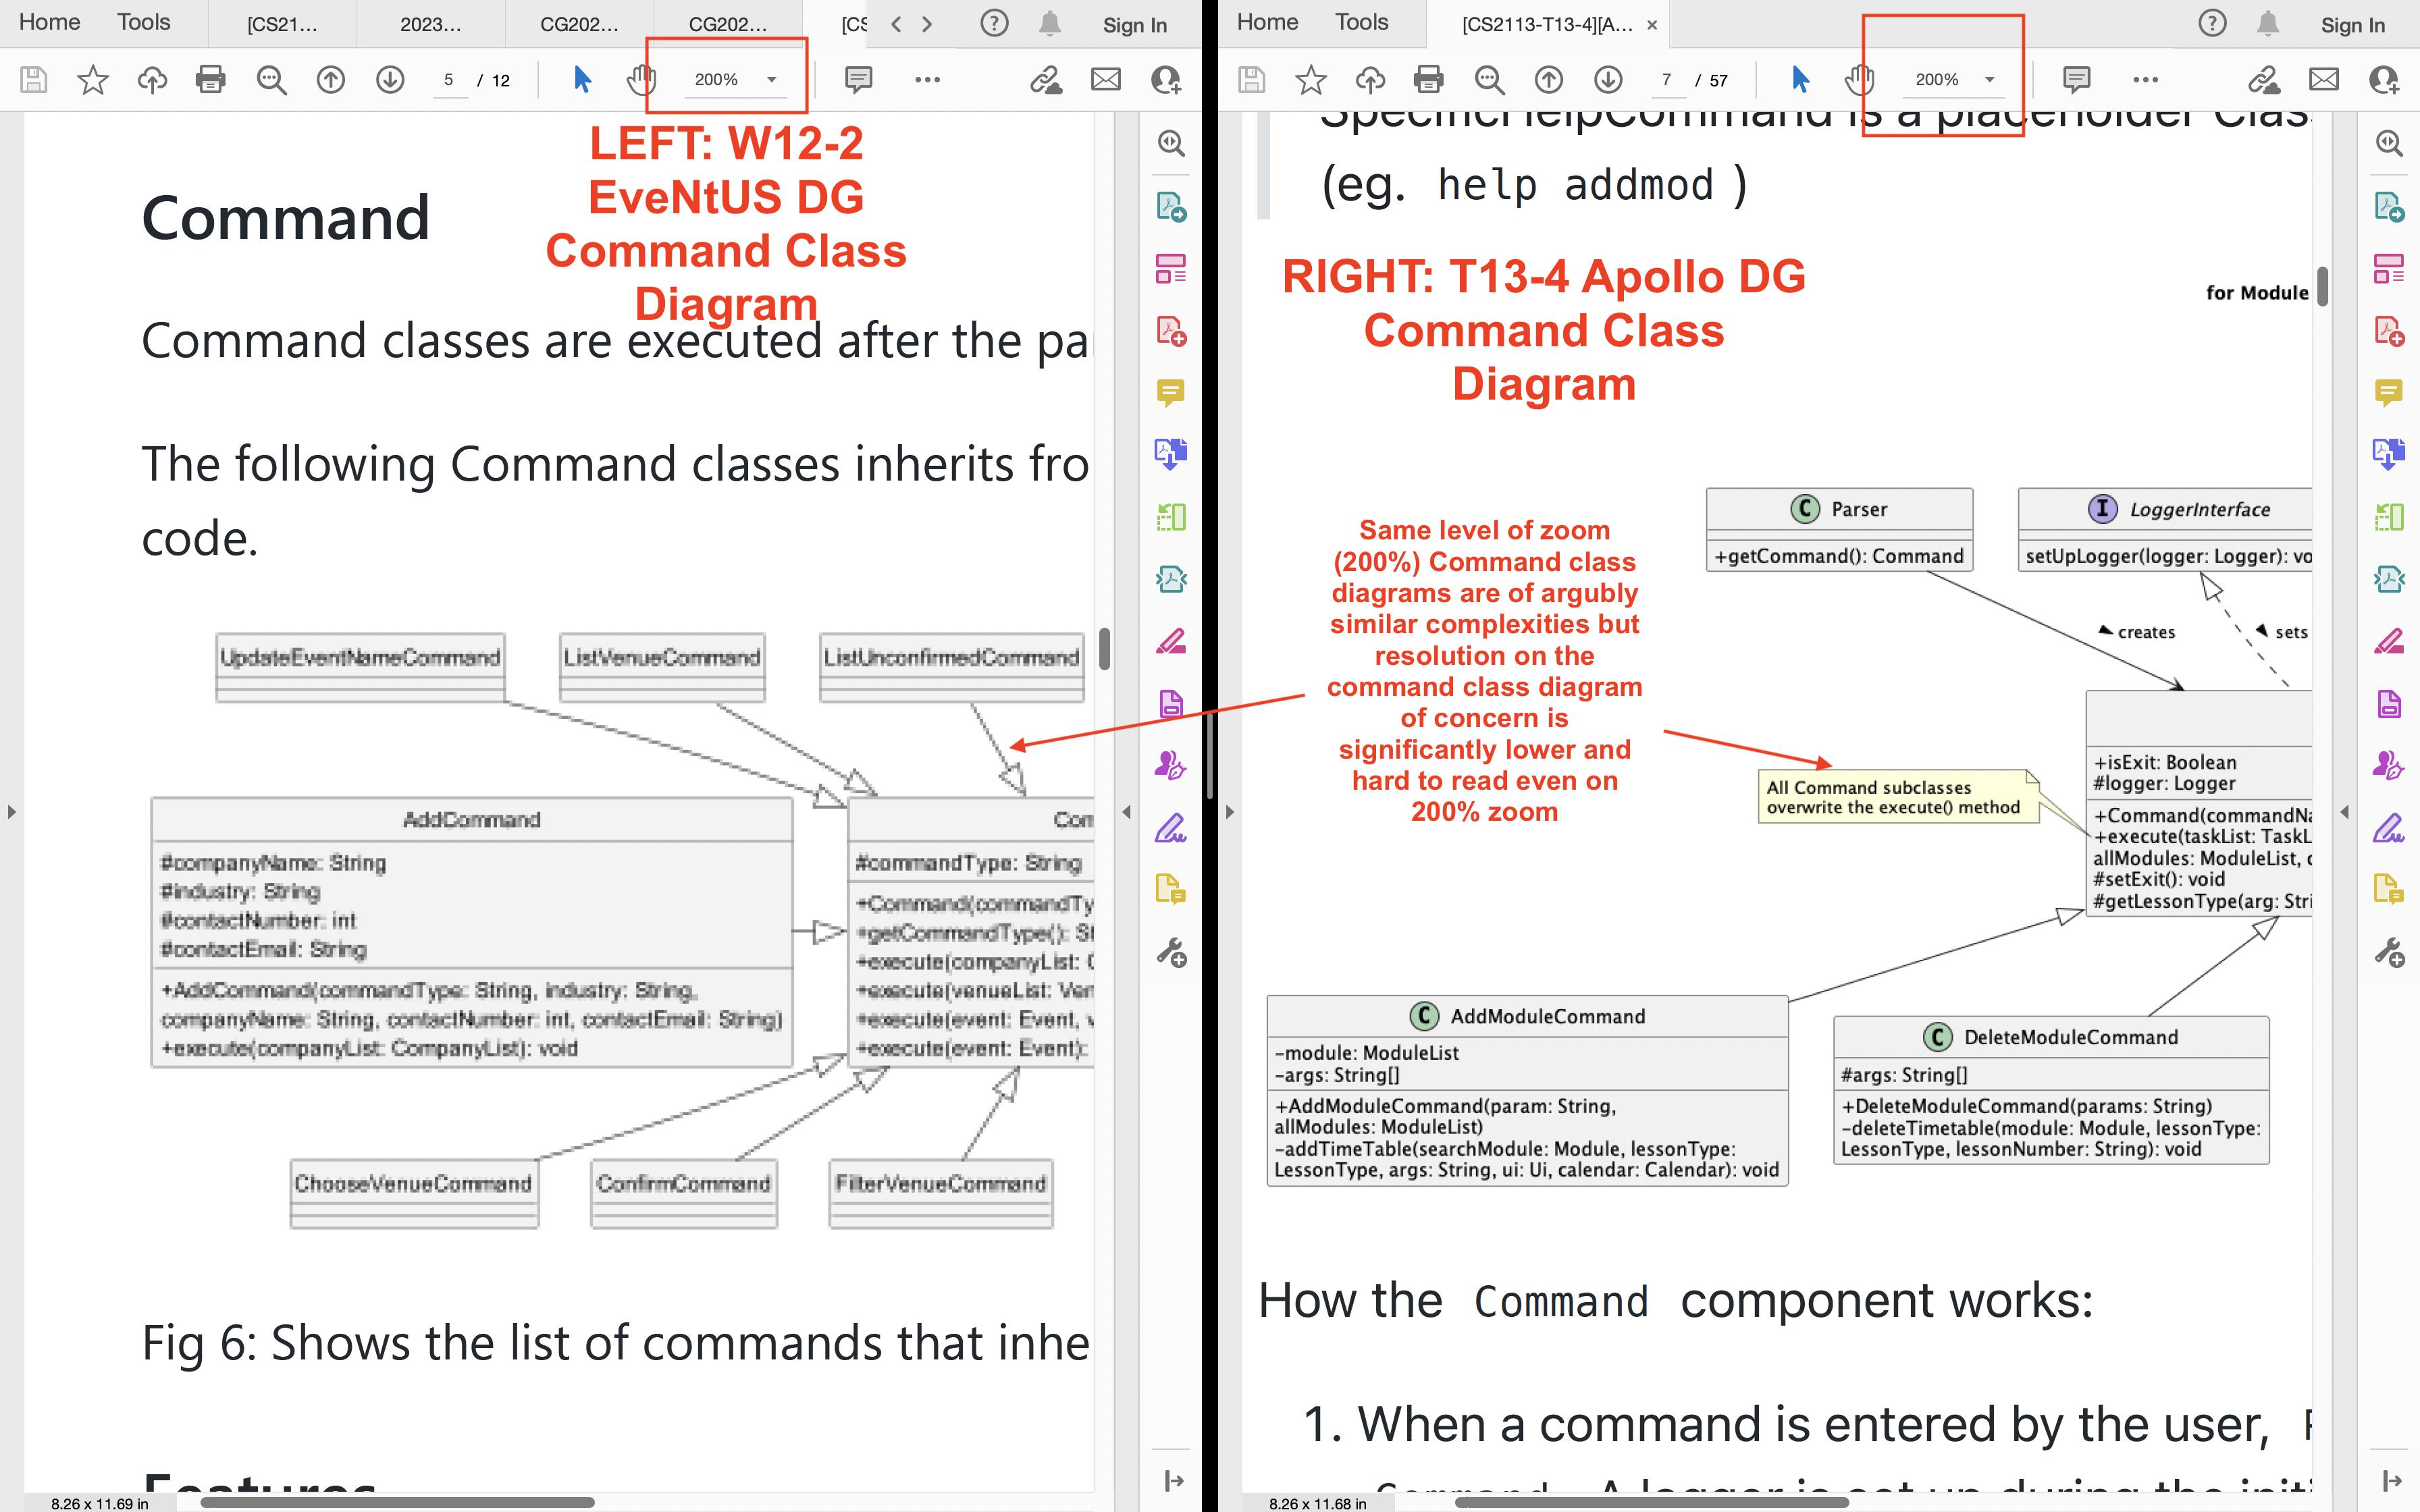 Home Tools [CS21... 2023... CG202... CG202... [CS Sign In
5 / 12 200%
LEFT: W12-2
EveNtUS DG
Command Class
Diagram
Command
Command classes are executed after the pa
The following Command classes inherits fro
code.
UpdateEventNameCommand ListVenueCommand ListUnconfirmedCommand
AddCommand
#companyName: String
#industry: String
#contactNumber: int
#contactEmail: String
+AddCommand(commandType: String, industry: String,
companyName: String, contactNumber: int, contactEmail: String)
+execute(companyList: CompanyList): void
Com
#commandType: String
+Command(commandTy
+getCommandType(): St
+execute(companyList: C
+execute(venueList: Ven
+execute(event: Event, v
+execute(event: Event):
ChooseVenueCommand ConfirmCommand FilterVenueCommand
Fig 6: Shows the list of commands that inhe
Features
8.26 x 11.69 in
Home Tools [CS2113-T13-4][A... × Sign In
7 / 57 200%
SpecificHelpCommand is a placeholder Clas
(eg. help addmod )
RIGHT: T13-4 Apollo DG
Command Class
Diagram
for Module
Same level of zoom
(200%) Command class
diagrams are of argubly
similar complexities but
resolution on the
command class diagram
of concern is
significantly lower and
hard to read even on
200% zoom
C Parser
+getCommand(): Command
I LoggerInterface
setUpLogger(logger: Logger): vo
creates sets
All Command subclasses
overwrite the execute() method
+isExit: Boolean
#logger: Logger
+Command(commandNa
+execute(taskList: TaskL
allModules: ModuleList, c
#setExit(): void
#getLessonType(arg: Stri
C AddModuleCommand
-module: ModuleList
-args: String[]
+AddModuleCommand(param: String,
allModules: ModuleList)
-addTimeTable(searchModule: Module, lessonType:
LessonType, args: String, ui: Ui, calendar: Calendar): void
C DeleteModuleCommand
#args: String[]
+DeleteModuleCommand(params: String)
-deleteTimetable(module: Module, lessonType:
LessonType, lessonNumber: String): void
How the Command component works:
1. When a command is entered by the user,
Command. A logger is set up during the initi
8.26 x 11.68 in